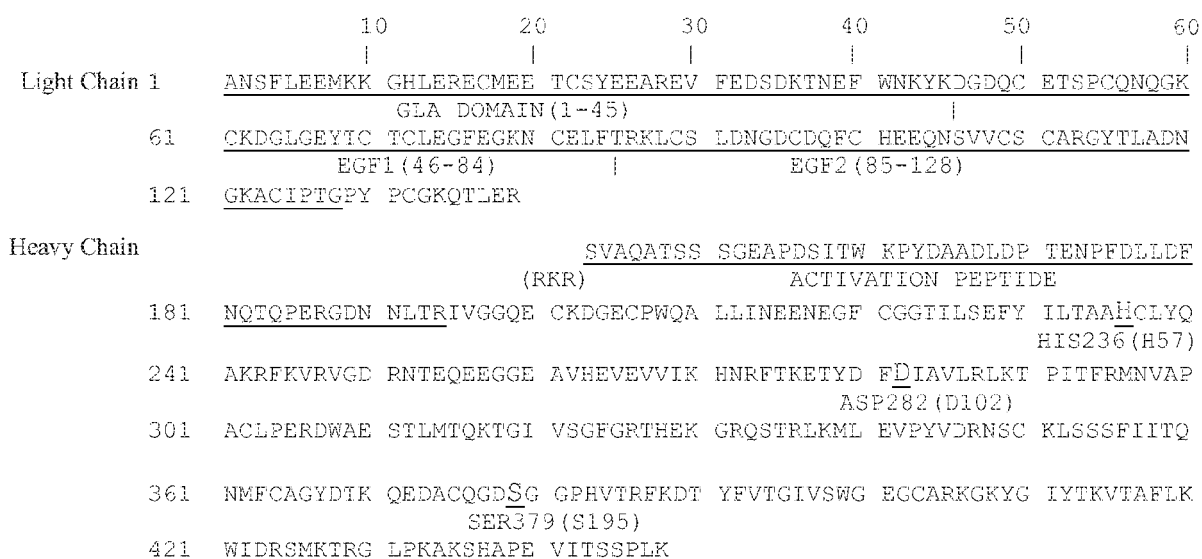 10 20 30 40 50 60
Light Chain 1 ANSFLEEMKK GHLERECMEE TCSYEEAREV FEDSDKTNEF WNKYKDGDQC ETSPCQNQGK
GLA DOMAIN(1-45)
61 CKDGLGEYTC TCLEGFEGKN CELFTRKLCS LDNGDCDQFC HEEQNSVVCS CARGYTLADN
EGF1(46-84) EGF2(85-128)
121 GKACIPTGPY PCGKQTLER
Heavy Chain SVAQATSS SGEAPDSITW KPYDAADLDP TENPFDLLDF
(RKR) ACTIVATION PEPTIDE
181 NQTQPERGDN NLTRIVGGQE CKDGECPWQA LLINEENEGF CGGTILSEFY ILTAAHCLYQ
HIS236(H57)
241 AKRFKVRVGD RNTEQEEGGE AVHEVEVVIK HNRFTKETYD FDIAVLRLKT PITFRMNVAP
ASP282(D102)
301 ACLPERDWAE STLMTQKTGI VSGFGRTHEK GRQSTRLKML EVPYVDRNSC KLSSSFIITQ
361 NMFCAGYDTK QEDACQGDSG GPHVTRFKDT YFVTGIVSWG EGCARKGKYG IYTKVTAFLK
SER379(S195)
421 WIDRSMKTRG LPKAKSHAPE VITSSPLK